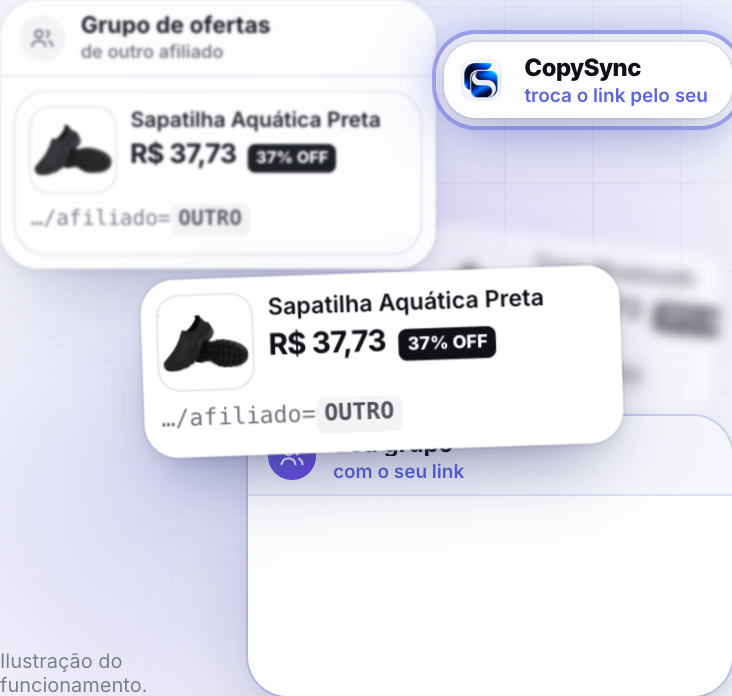 Grupo de ofertas
de outro afiliado
CopySync
troca o link pelo seu
Sapatilha Aquática Preta
R$ 37,73 37% OFF
…/afiliado= OUTRO
Sapatilha Aquática Preta
R$ 37,73 37% OFF
…/afiliado= OUTRO
grupo
com o seu link
Ilustração do
funcionamento.